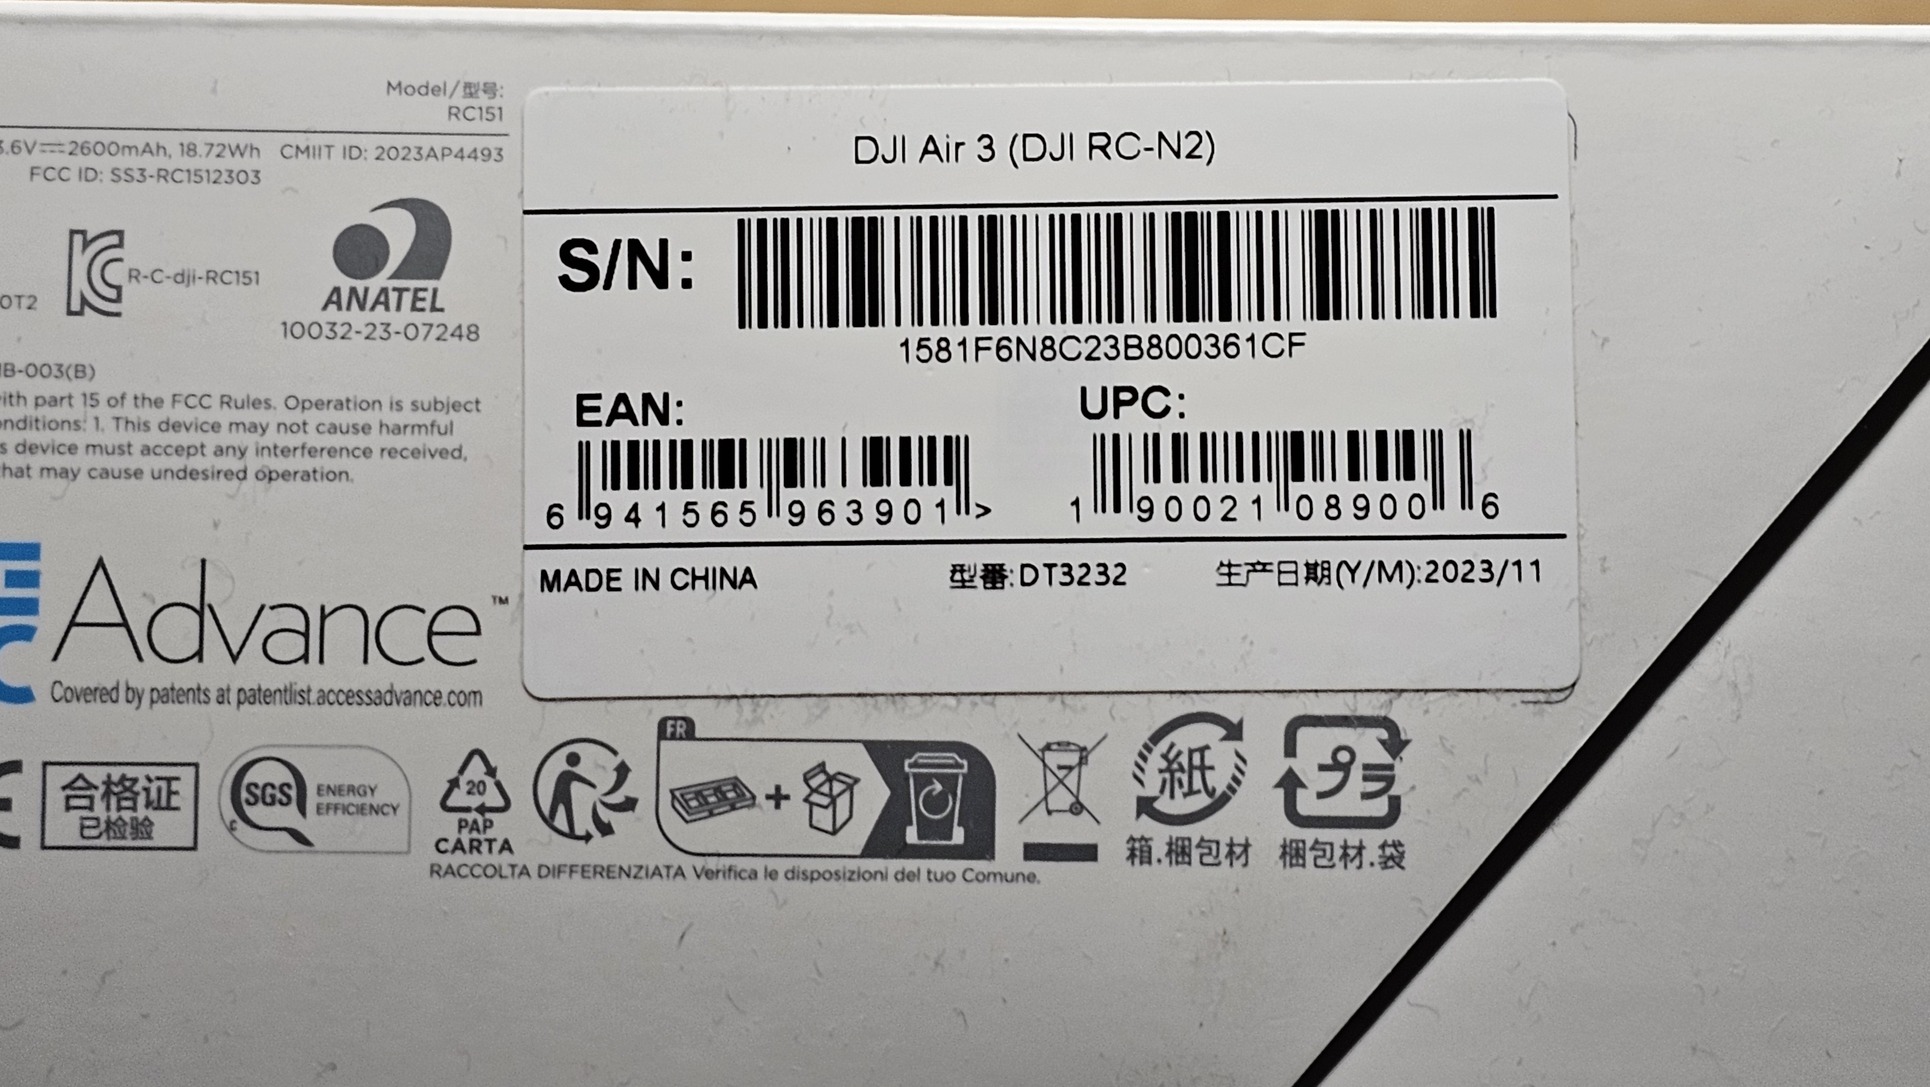 Model/型号:
RC151
3.6V⎓2600mAh, 18.72Wh CMIIT ID: 2023AP4493
FCC ID: SS3-RC1512303
R-C-dji-RC151
OT2
ANATEL
10032-23-07248
B-003(B)
with part 15 of the FCC Rules. Operation is subject
conditions: 1. This device may not cause harmful
device must accept any interference received,
that may cause undesired operation.
Advance™
Covered by patents at patentlist.accessadvance.com
DJI Air 3 (DJI RC-N2)
S/N:
1581F6N8C23B800361CF
EAN: UPC:
6 941565 963901 > 1 90021 08900 6
MADE IN CHINA 型番:DT3232 生产日期(Y/M):2023/11
合格证
已检验
SGS ENERGY
EFFICIENCY
20
PAP
CARTA
FR
紙
箱.梱包材
プラ
梱包材.袋
RACCOLTA DIFFERENZIATA Verifica le disposizioni del tuo Comune.